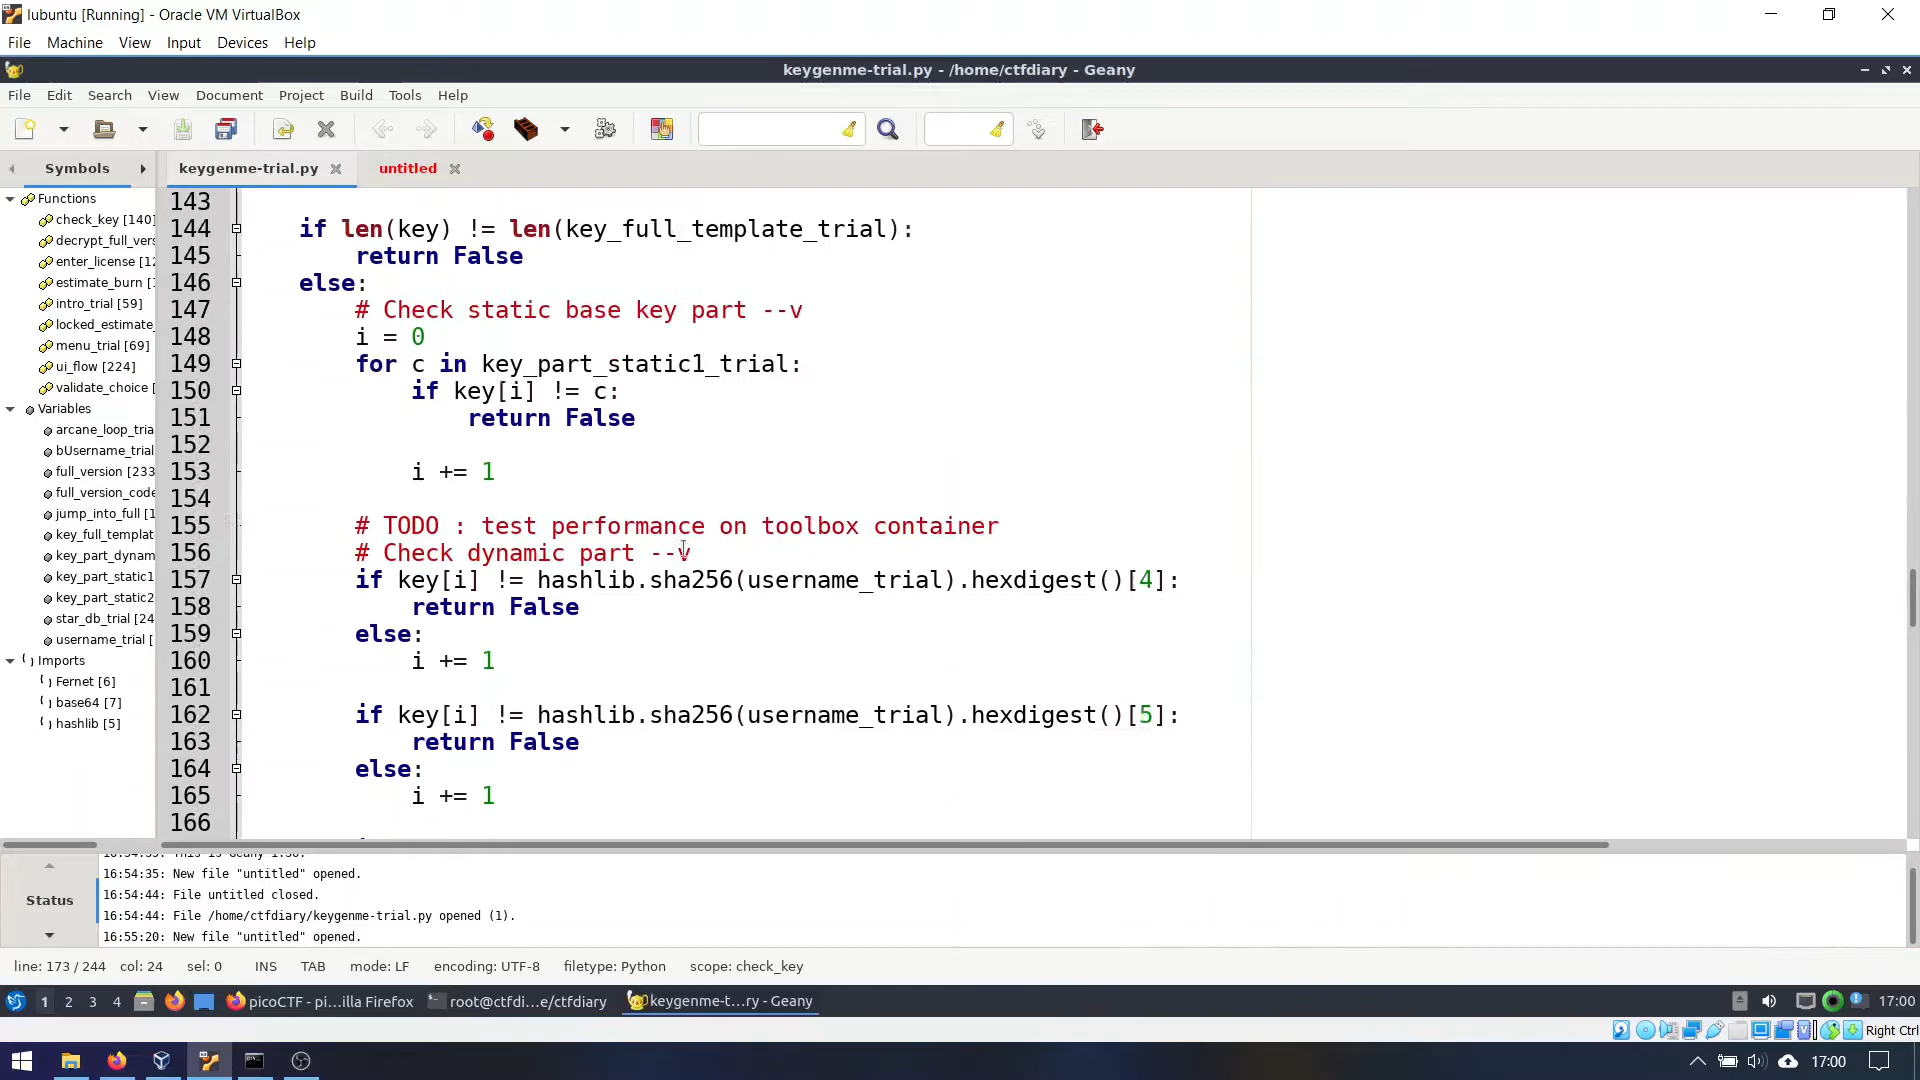 lubuntu [Running] - Oracle VM VirtualBox
File Machine View Input Devices Help
keygenme-trial.py - /home/ctfdiary - Geany
File Edit Search View Document Project Build Tools Help
Symbols
keygenme-trial.py untitled
Functions
check_key [140]
decrypt_full_vers
enter_license [12
estimate_burn [
intro_trial [59]
locked_estimate_
menu_trial [69]
ui_flow [224]
validate_choice [
Variables
arcane_loop_tria
bUsername_trial
full_version [233
full_version_code
jump_into_full [1
key_full_templat
key_part_dynam
key_part_static1
key_part_static2
star_db_trial [24
username_trial [
Imports
Fernet [6]
base64 [7]
hashlib [5]
143
144 if len(key) != len(key_full_template_trial):
145 return False
146 else:
147 # Check static base key part --v
148 i = 0
149 for c in key_part_static1_trial:
150 if key[i] != c:
151 return False
152
153 i += 1
154
155 # TODO : test performance on toolbox container
156 # Check dynamic part --v
157 if key[i] != hashlib.sha256(username_trial).hexdigest()[4]:
158 return False
159 else:
160 i += 1
161
162 if key[i] != hashlib.sha256(username_trial).hexdigest()[5]:
163 return False
164 else:
165 i += 1
166
Status
16:54:35: This is Geany 1.36.
16:54:35: New file "untitled" opened.
16:54:44: File untitled closed.
16:54:44: File /home/ctfdiary/keygenme-trial.py opened (1).
16:55:20: New file "untitled" opened.
line: 173 / 244 col: 24 sel: 0 INS TAB mode: LF encoding: UTF-8 filetype: Python scope: check_key
1 2 3 4 picoCTF - pi...illa Firefox root@ctfdi...e/ctfdiary keygenme-t...ry - Geany 17:00
Right Ctrl
17:00